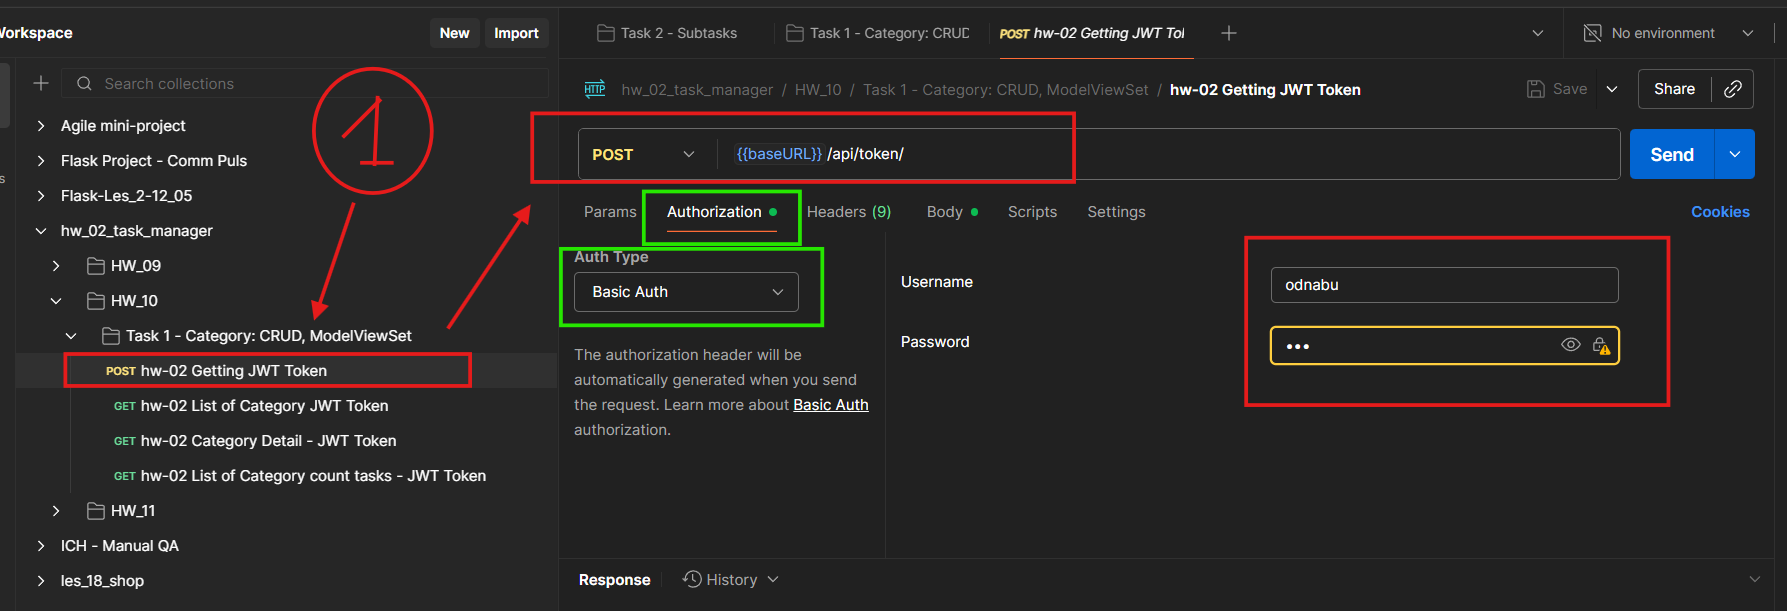 Workspace
New
Import
Search collections
Agile mini-project
Flask Project - Comm Puls
Flask-Les_2-12_05
hw_02_task_manager
HW_09
HW_10
Task 1 - Category: CRUD, ModelViewSet
POST hw-02 Getting JWT Token
GET hw-02 List of Category JWT Token
GET hw-02 Category Detail - JWT Token
GET hw-02 List of Category count tasks - JWT Token
HW_11
ICH - Manual QA
les_18_shop
1
s
Task 2 - Subtasks
Task 1 - Category: CRUD
POST hw-02 Getting JWT Tok
No environment
HTTP hw_02_task_manager / HW_10 / Task 1 - Category: CRUD, ModelViewSet / hw-02 Getting JWT Token
Save
Share
POST
{{baseURL}} /api/token/
Send
Params Authorization Headers (9) Body Scripts Settings
Cookies
Auth Type
Basic Auth
The authorization header will be
automatically generated when you send
the request. Learn more about Basic Auth
authorization.
Username
odnabu
Password
•••
Response
History